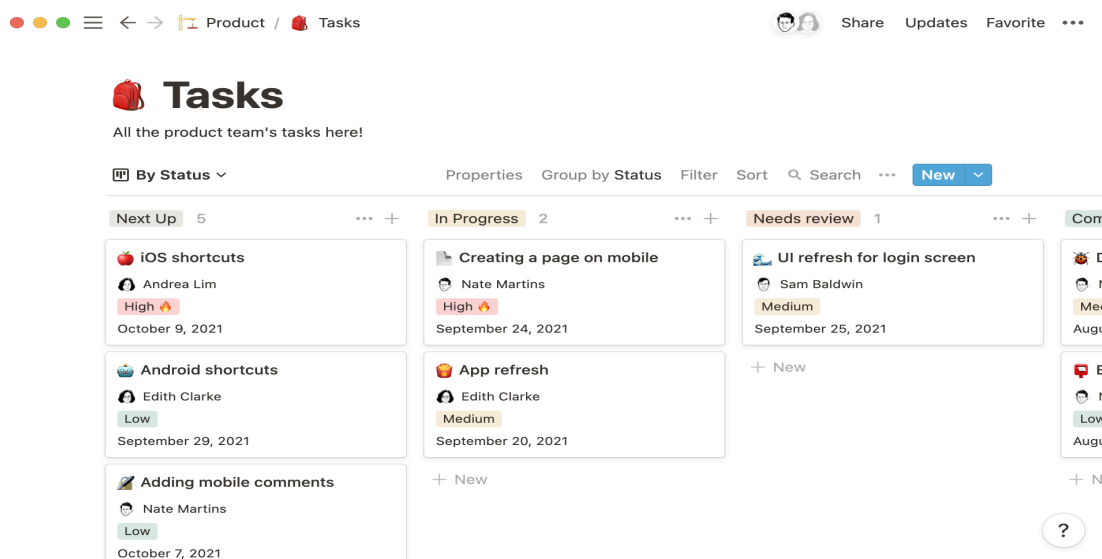 Product / Tasks
Share Updates Favorite
Tasks
All the product team's tasks here!
By Status
Properties Group by Status Filter Sort Search New
Next Up 5
iOS shortcuts
Andrea Lim
High
October 9, 2021
Android shortcuts
Edith Clarke
Low
September 29, 2021
Adding mobile comments
Nate Martins
Low
October 7, 2021
In Progress 2
Creating a page on mobile
Nate Martins
High
September 24, 2021
App refresh
Edith Clarke
Medium
September 20, 2021
+ New
Needs review 1
UI refresh for login screen
Sam Baldwin
Medium
September 25, 2021
+ New
?